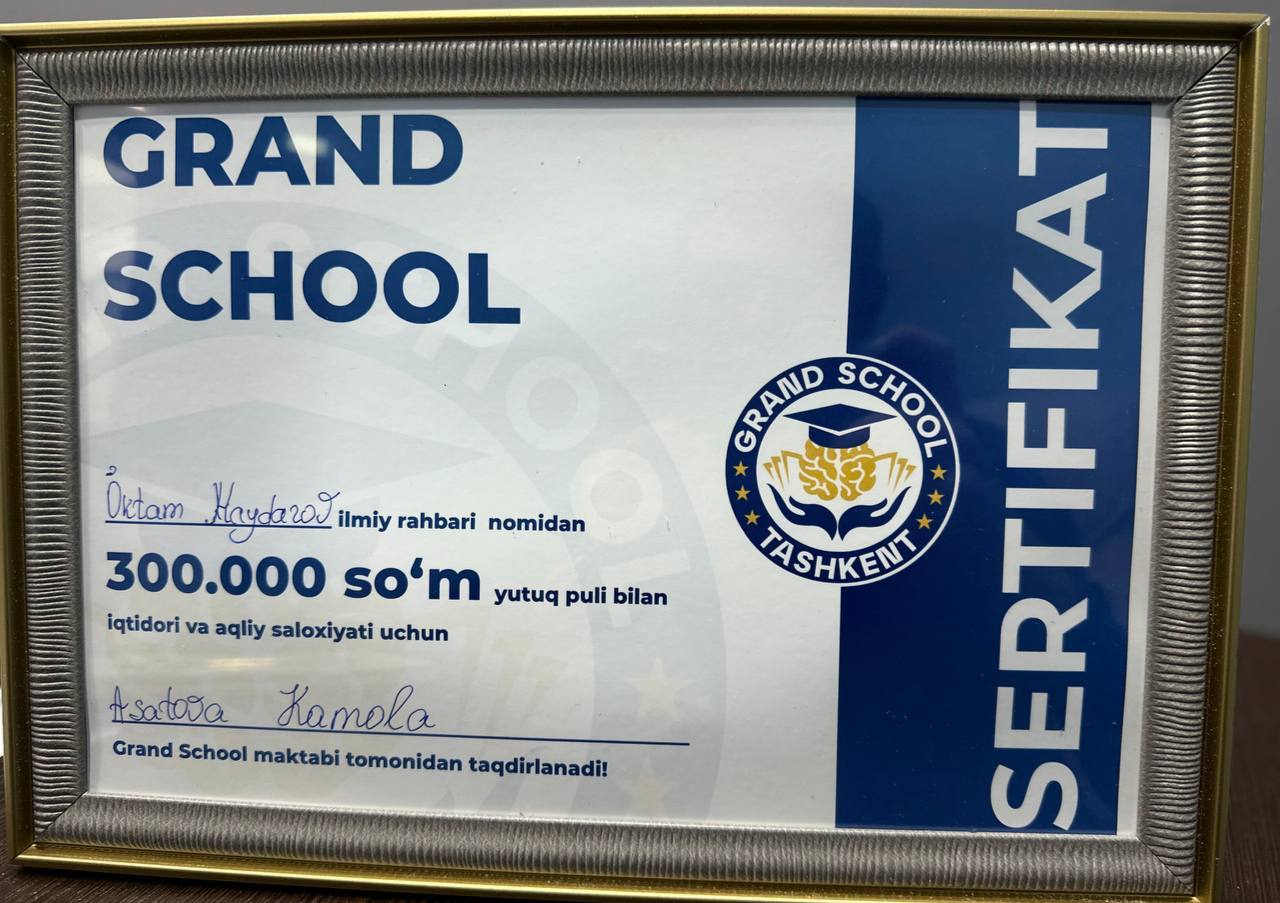 GRAND
SCHOOL
O'ktam Haydarov ilmiy rahbari nomidan
300.000 so‘m yutuq puli bilan
iqtidori va aqliy saloxiyati uchun
Asatova Kamola
Grand School maktabi tomonidan taqdirlanadi!
GRAND SCHOOL
TASHKENT
SERTIFIKAT